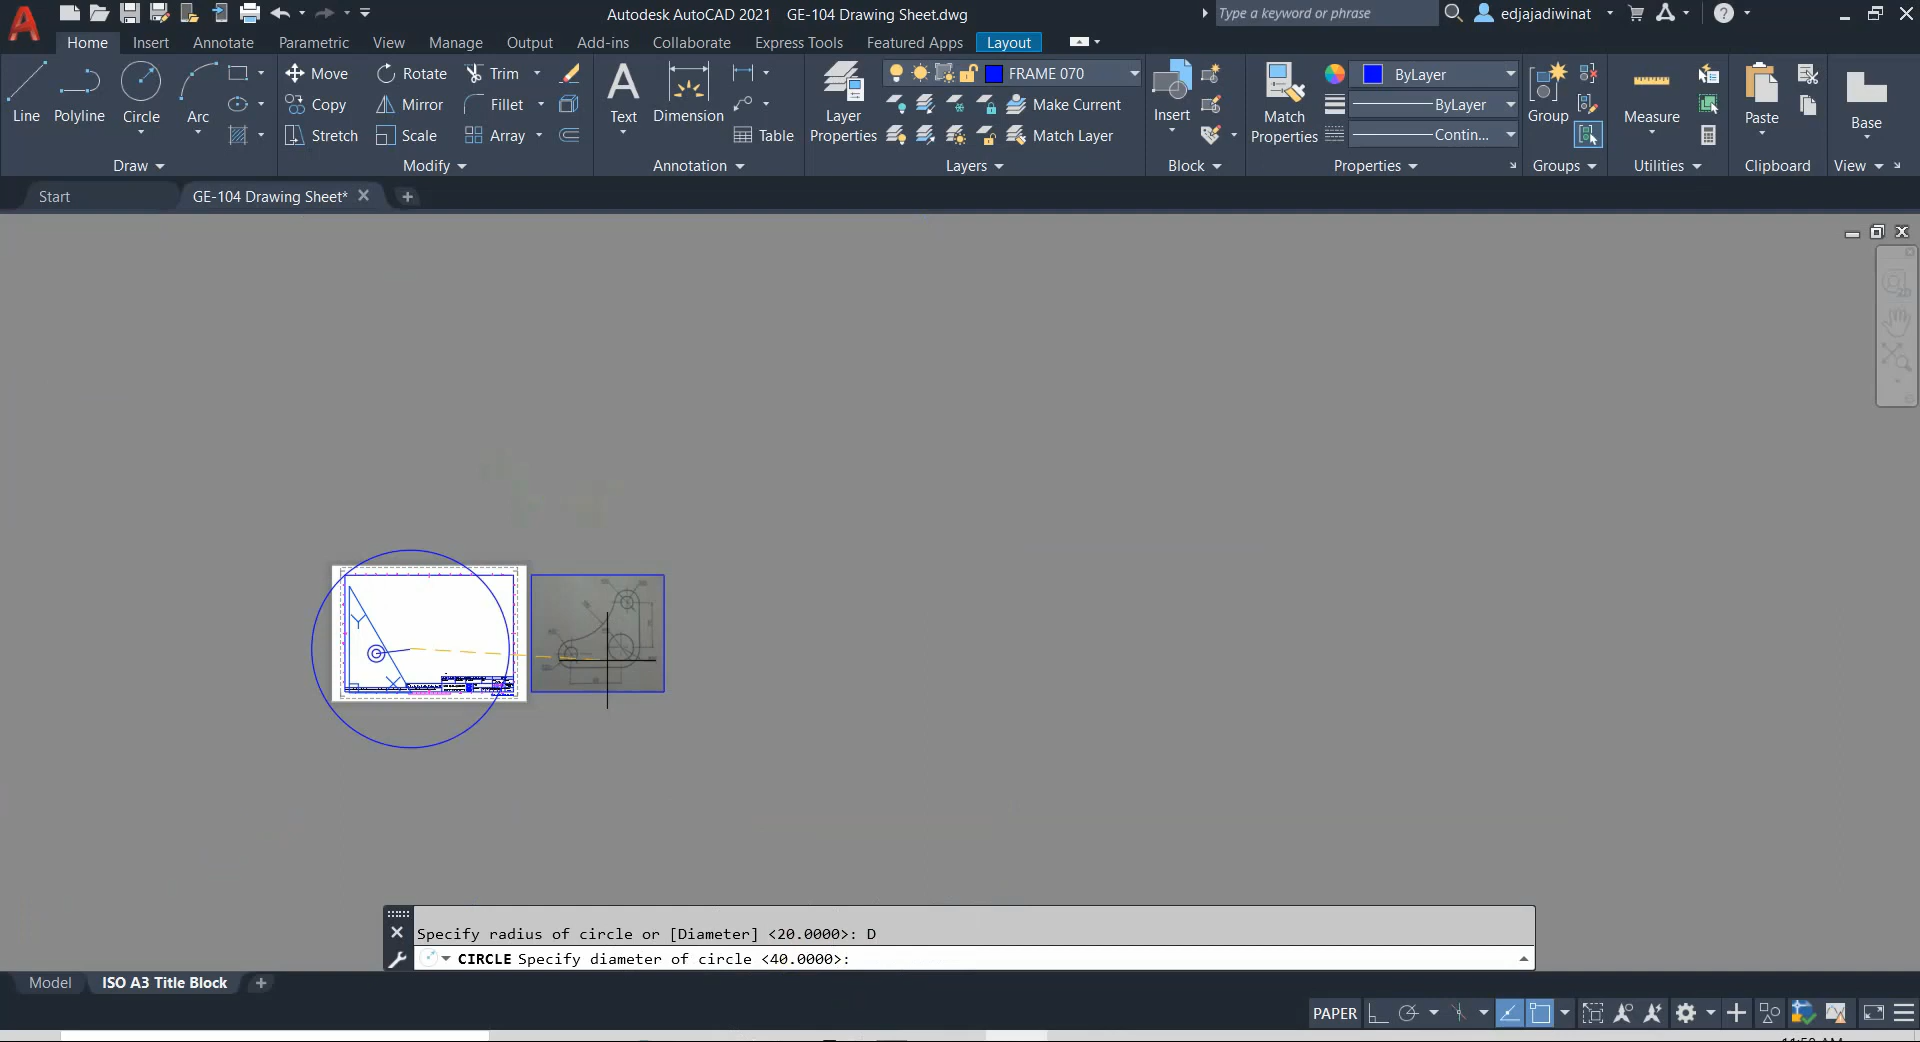 Autodesk AutoCAD 2021 GE-104 Drawing Sheet.dwg
Type a keyword or phrase
edjajadiwinat
Home Insert Annotate Parametric View Manage Output Add-ins Collaborate Express Tools Featured Apps Layout
Line Polyline Circle Arc
Move Rotate Trim
Copy Mirror Fillet
Stretch Scale Array
Text Dimension Table
Layer Properties
FRAME 070
Make Current
Match Layer
Insert
Match Properties
ByLayer
ByLayer
Contin...
Group Measure Paste Base
Draw Modify Annotation Layers Block Properties Groups Utilities Clipboard View
Start GE-104 Drawing Sheet*
Y
X
Specify radius of circle or [Diameter] <20.0000>: D
CIRCLE Specify diameter of circle <40.0000>:
Model ISO A3 Title Block
PAPER